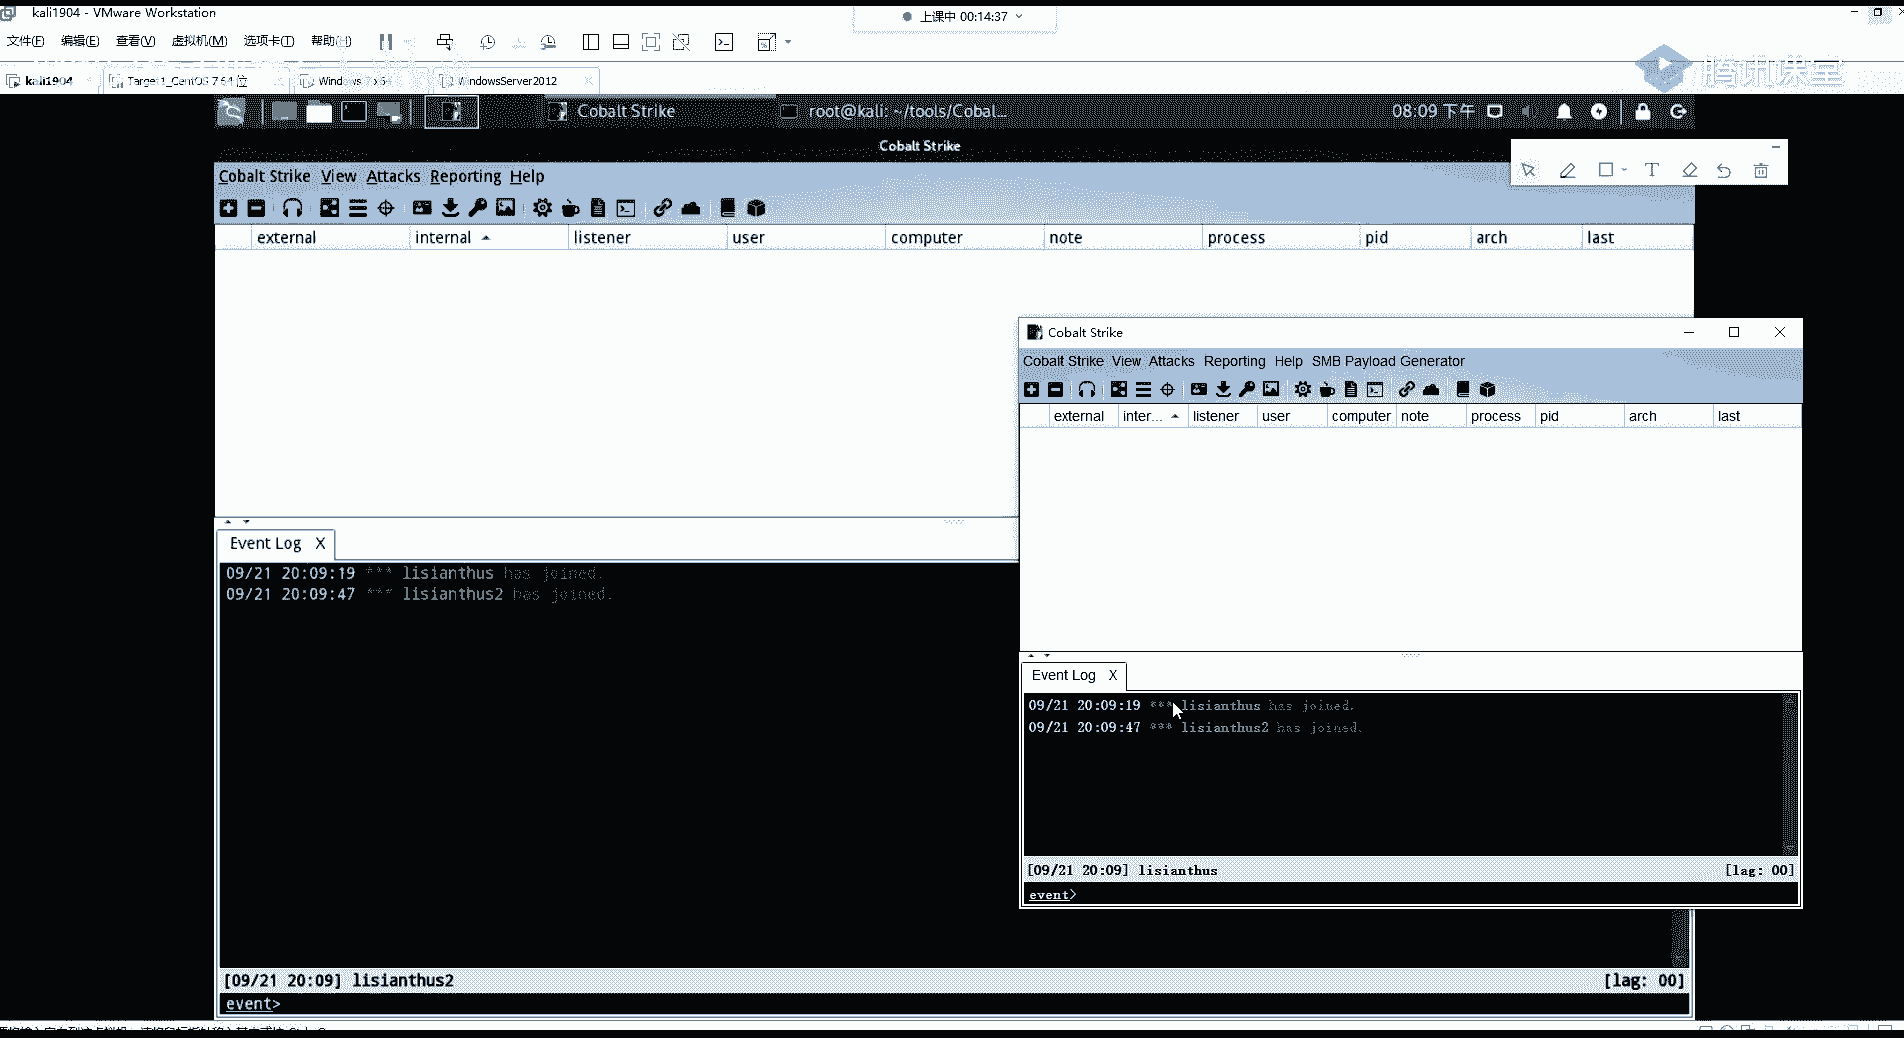 kali1904 - VMware Workstation
上课中 00:14:37
文件(F) 编辑(E) 查看(V) 虚拟机(M) 选项卡(T) 帮助(H)
kali1904 Target1_CentOS 7 64 位 Windows 7 x64 WindowsServer2012
腾讯课堂
Cobalt Strike root@kali: ~/tools/Cobal... 08:09 下午
Cobalt Strike
Cobalt Strike View Attacks Reporting Help
external internal listener user computer note process pid arch last
Event Log X
09/21 20:09:19 *** lisianthus has joined.
09/21 20:09:47 *** lisianthus2 has joined.
[09/21 20:09] lisianthus2 [lag: 00]
event>
Cobalt Strike
Cobalt Strike View Attacks Reporting Help SMB Payload Generator
external inter... listener user computer note process pid arch last
Event Log X
09/21 20:09:19 *** lisianthus has joined.
09/21 20:09:47 *** lisianthus2 has joined.
[09/21 20:09] lisianthus [lag: 00]
event>